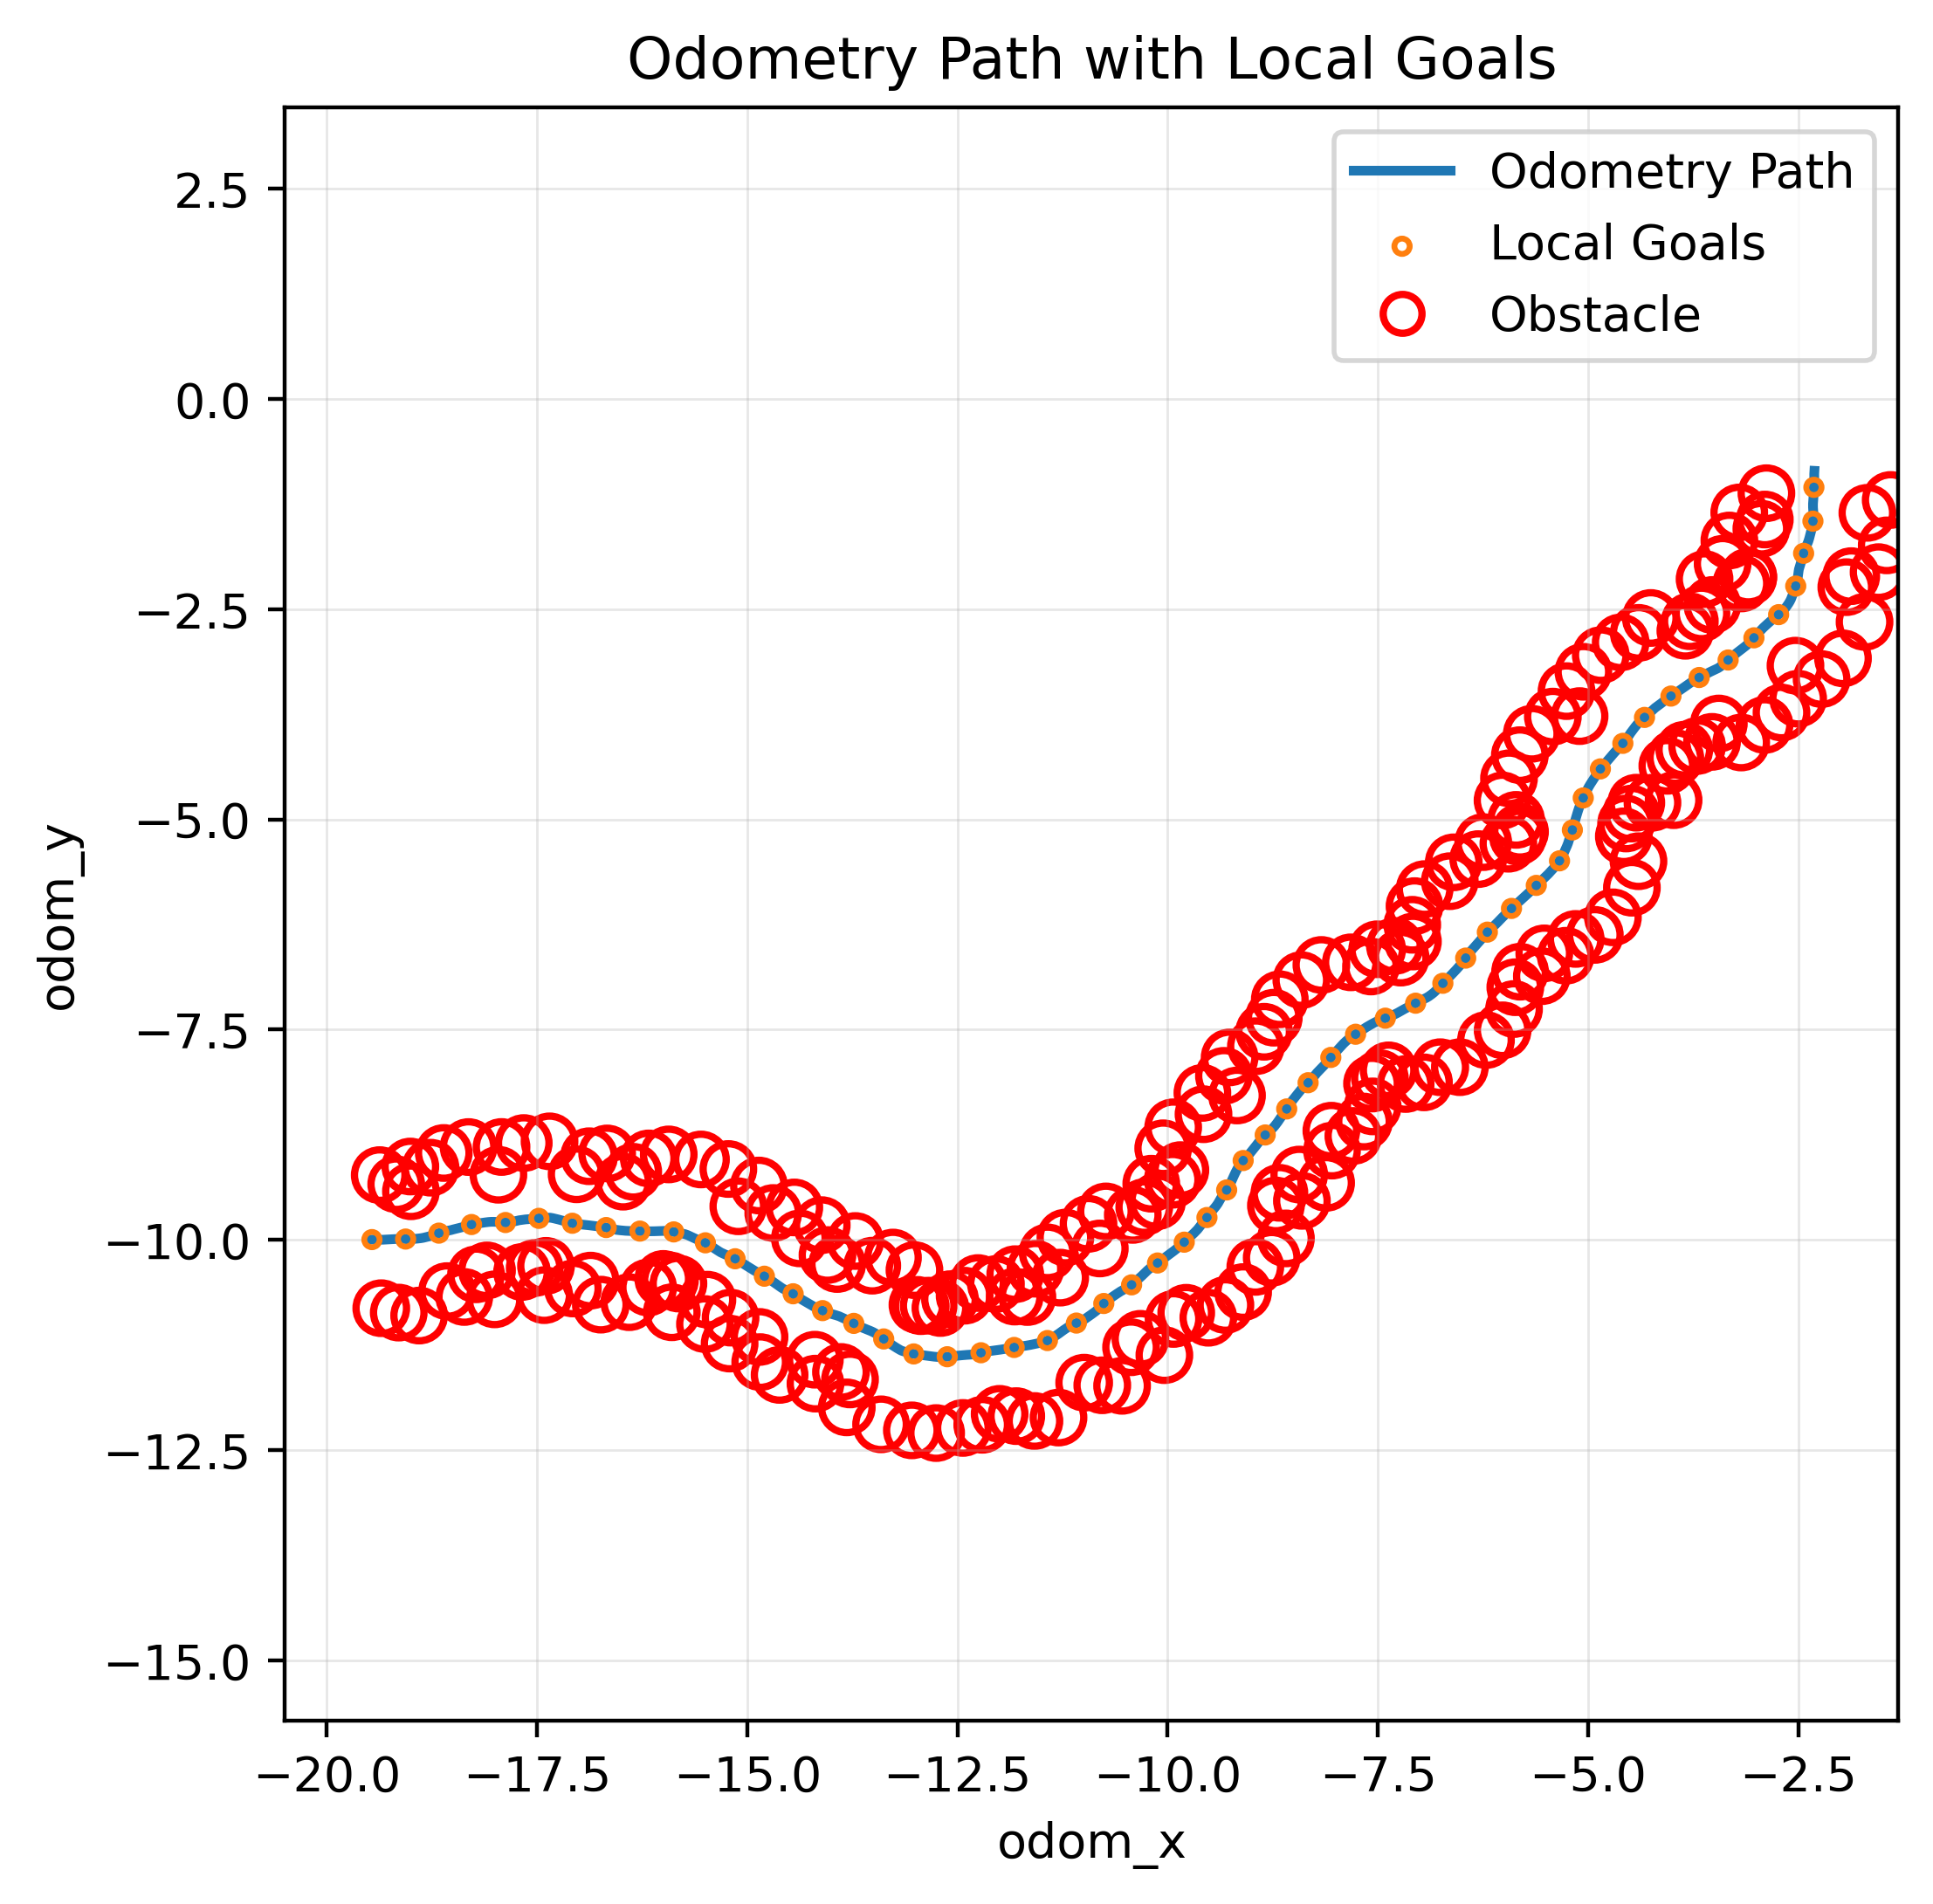 Odometry Path with Local Goals
Odometry Path
Local Goals
Obstacle
2.5
0.0
−2.5
−5.0
−7.5
−10.0
−12.5
−15.0
odom_y
−20.0 −17.5 −15.0 −12.5 −10.0 −7.5 −5.0 −2.5
odom_x